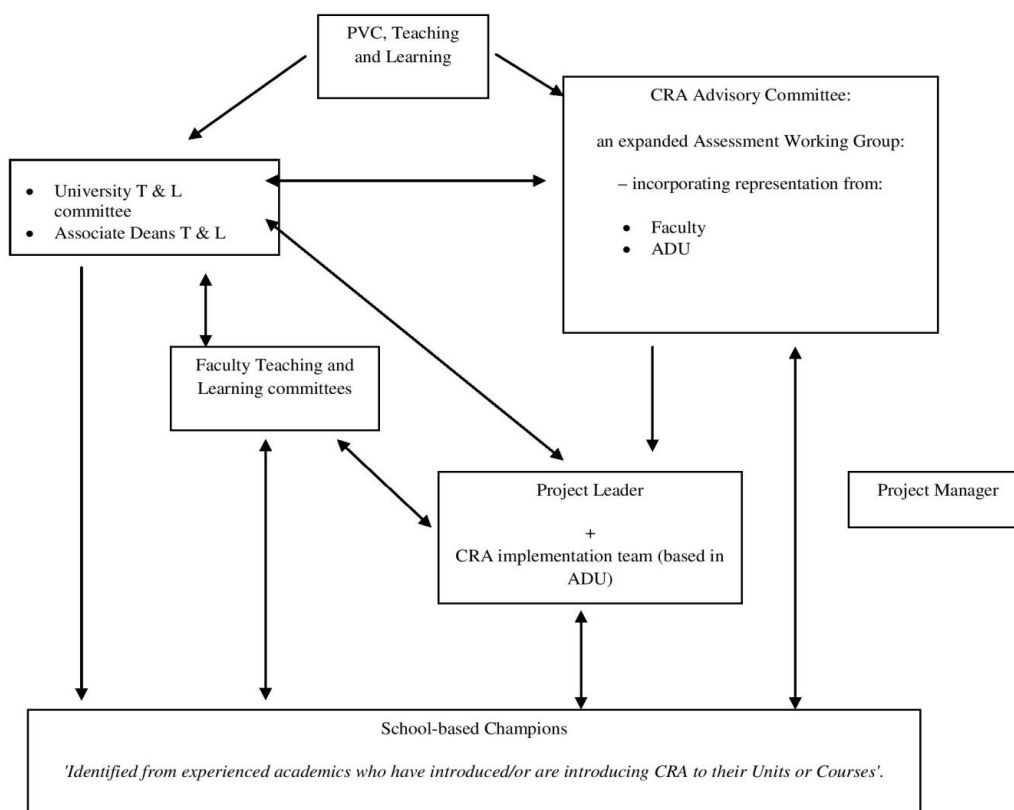 PVC, Teaching
and Learning
CRA Advisory Committee:
an expanded Assessment Working Group:
– incorporating representation from:
• Faculty
• ADU
• University T & L
committee
• Associate Deans T & L
Faculty Teaching and
Learning committees
Project Leader
+
CRA implementation team (based in
ADU)
Project Manager
School-based Champions
'Identified from experienced academics who have introduced/or are introducing CRA to their Units or Courses'.